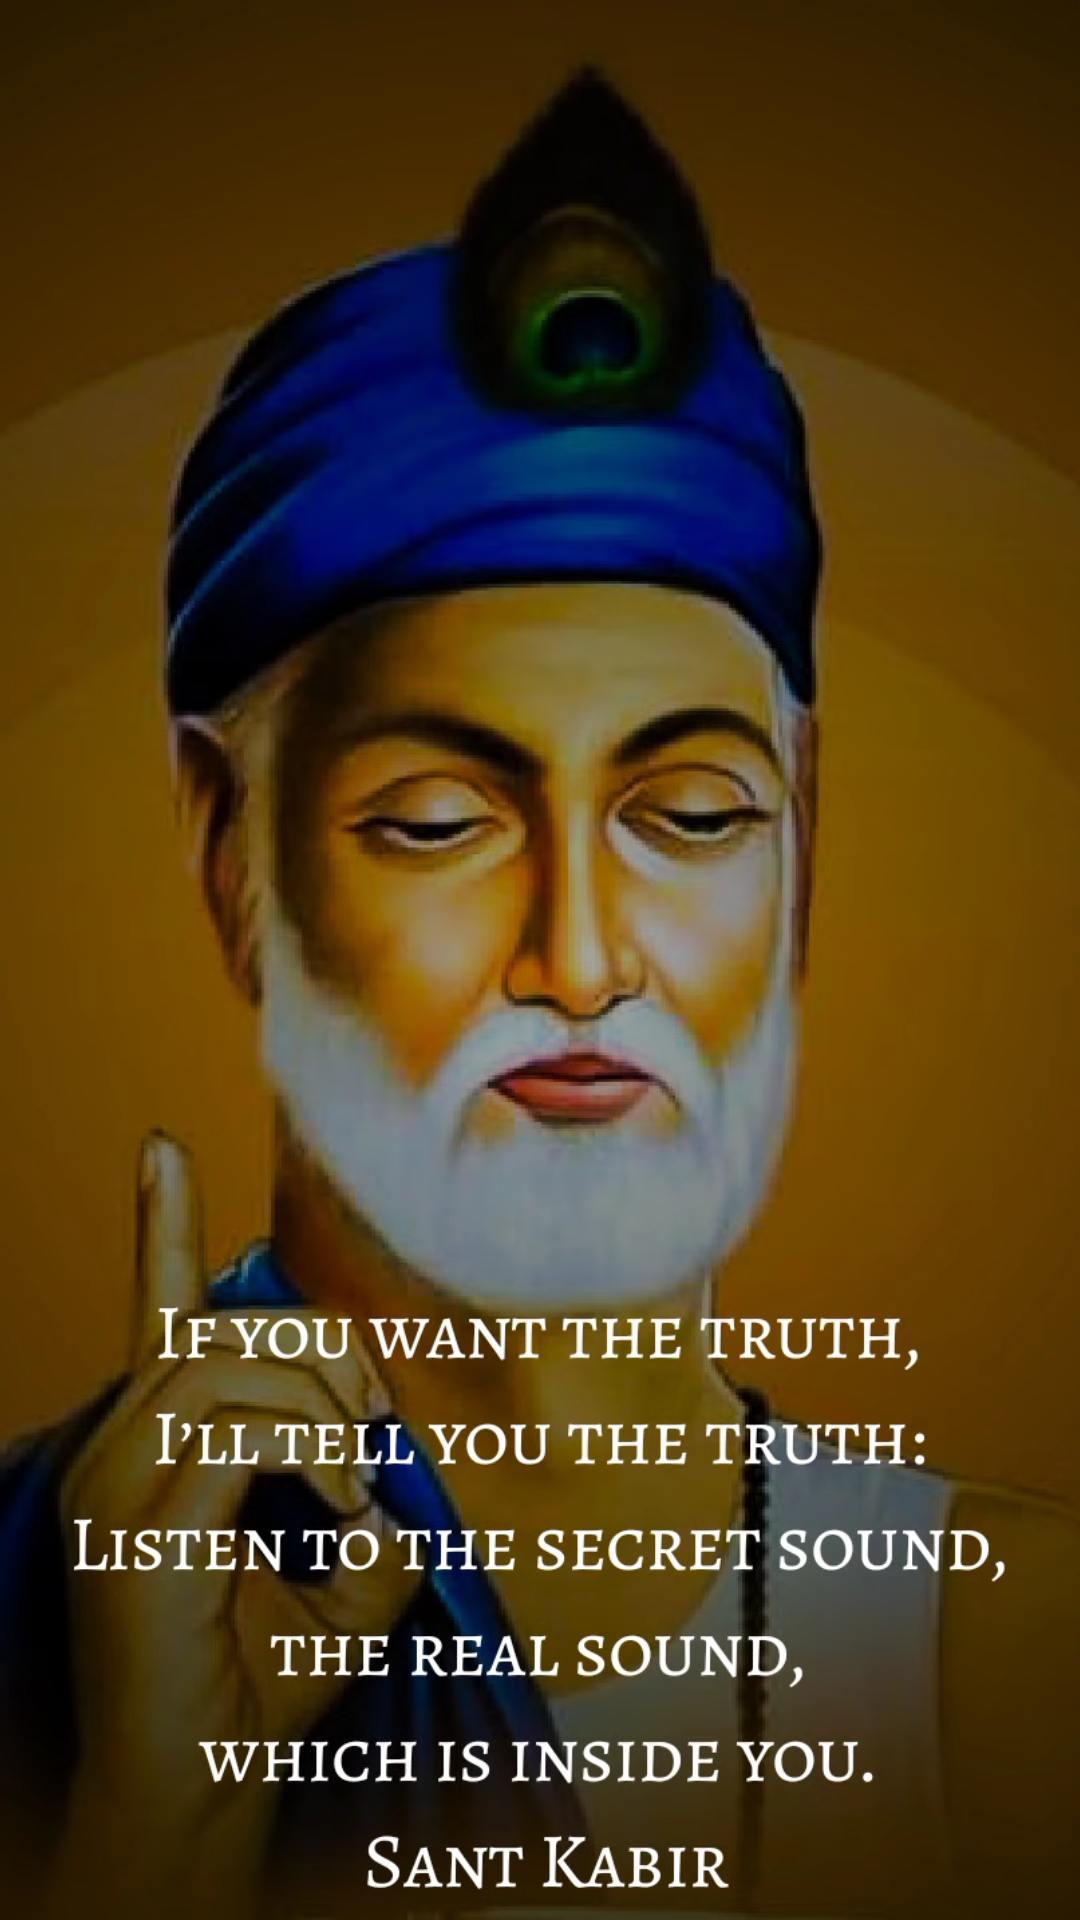 If you want the truth,
I'll tell you the truth:
Listen to the secret sound,
the real sound,
which is inside you.
Sant Kabir